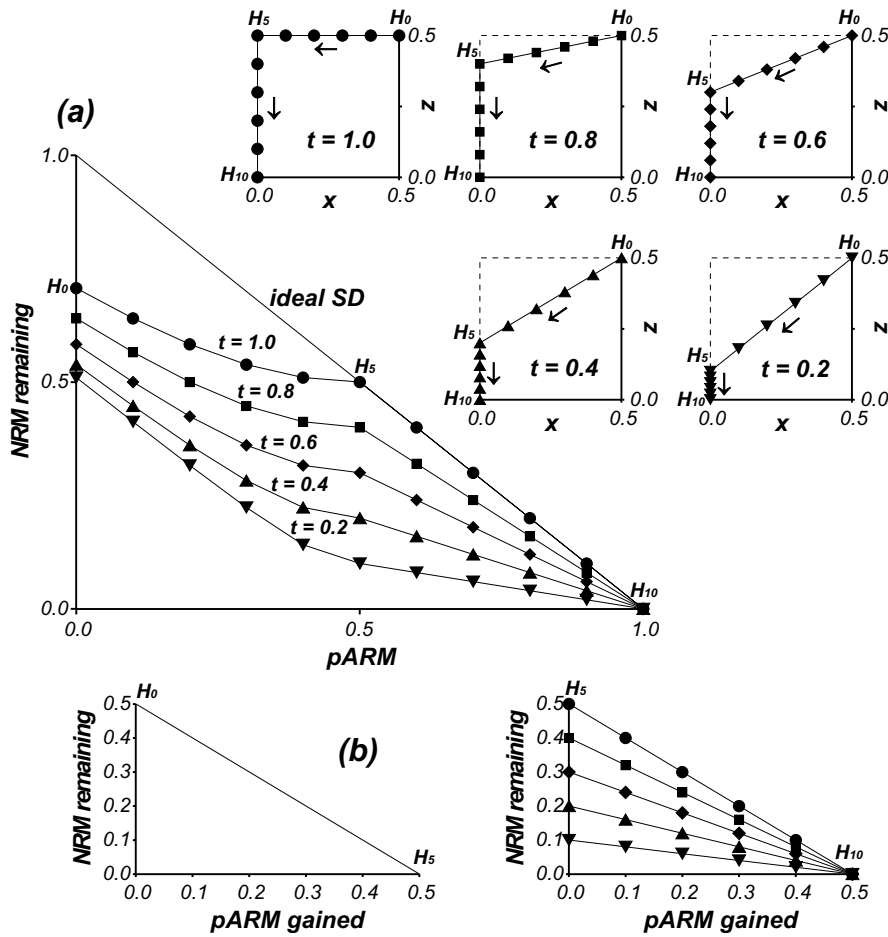 H5 H0
0.5
z
t = 1.0
H10
0.0
x 0.5
H0
0.5
H5
z
t = 0.8
H10
0.0
0.0 x 0.5
H0
0.5
H5
z
t = 0.6
H10
0.0
0.0 x 0.5
H0
0.5
z
H5
t = 0.4
H10
0.0
0.0 x 0.5
H0
0.5
z
H5
t = 0.2
H10
0.0
0.0 x 0.5
(a)
1.0
H0
ideal SD
t = 1.0
H5
t = 0.8
0.5
t = 0.6
t = 0.4
t = 0.2
H10
0.0
NRM remaining
0.0 0.5 1.0
pARM
(b)
H0
0.5
0.4
0.3
0.2
0.1
0.0
NRM remaining
H5
0.0 0.1 0.2 0.3 0.4 0.5
pARM gained
H5
0.5
0.4
0.3
0.2
0.1
0.0
NRM remaining
H10
0.0 0.1 0.2 0.3 0.4 0.5
pARM gained